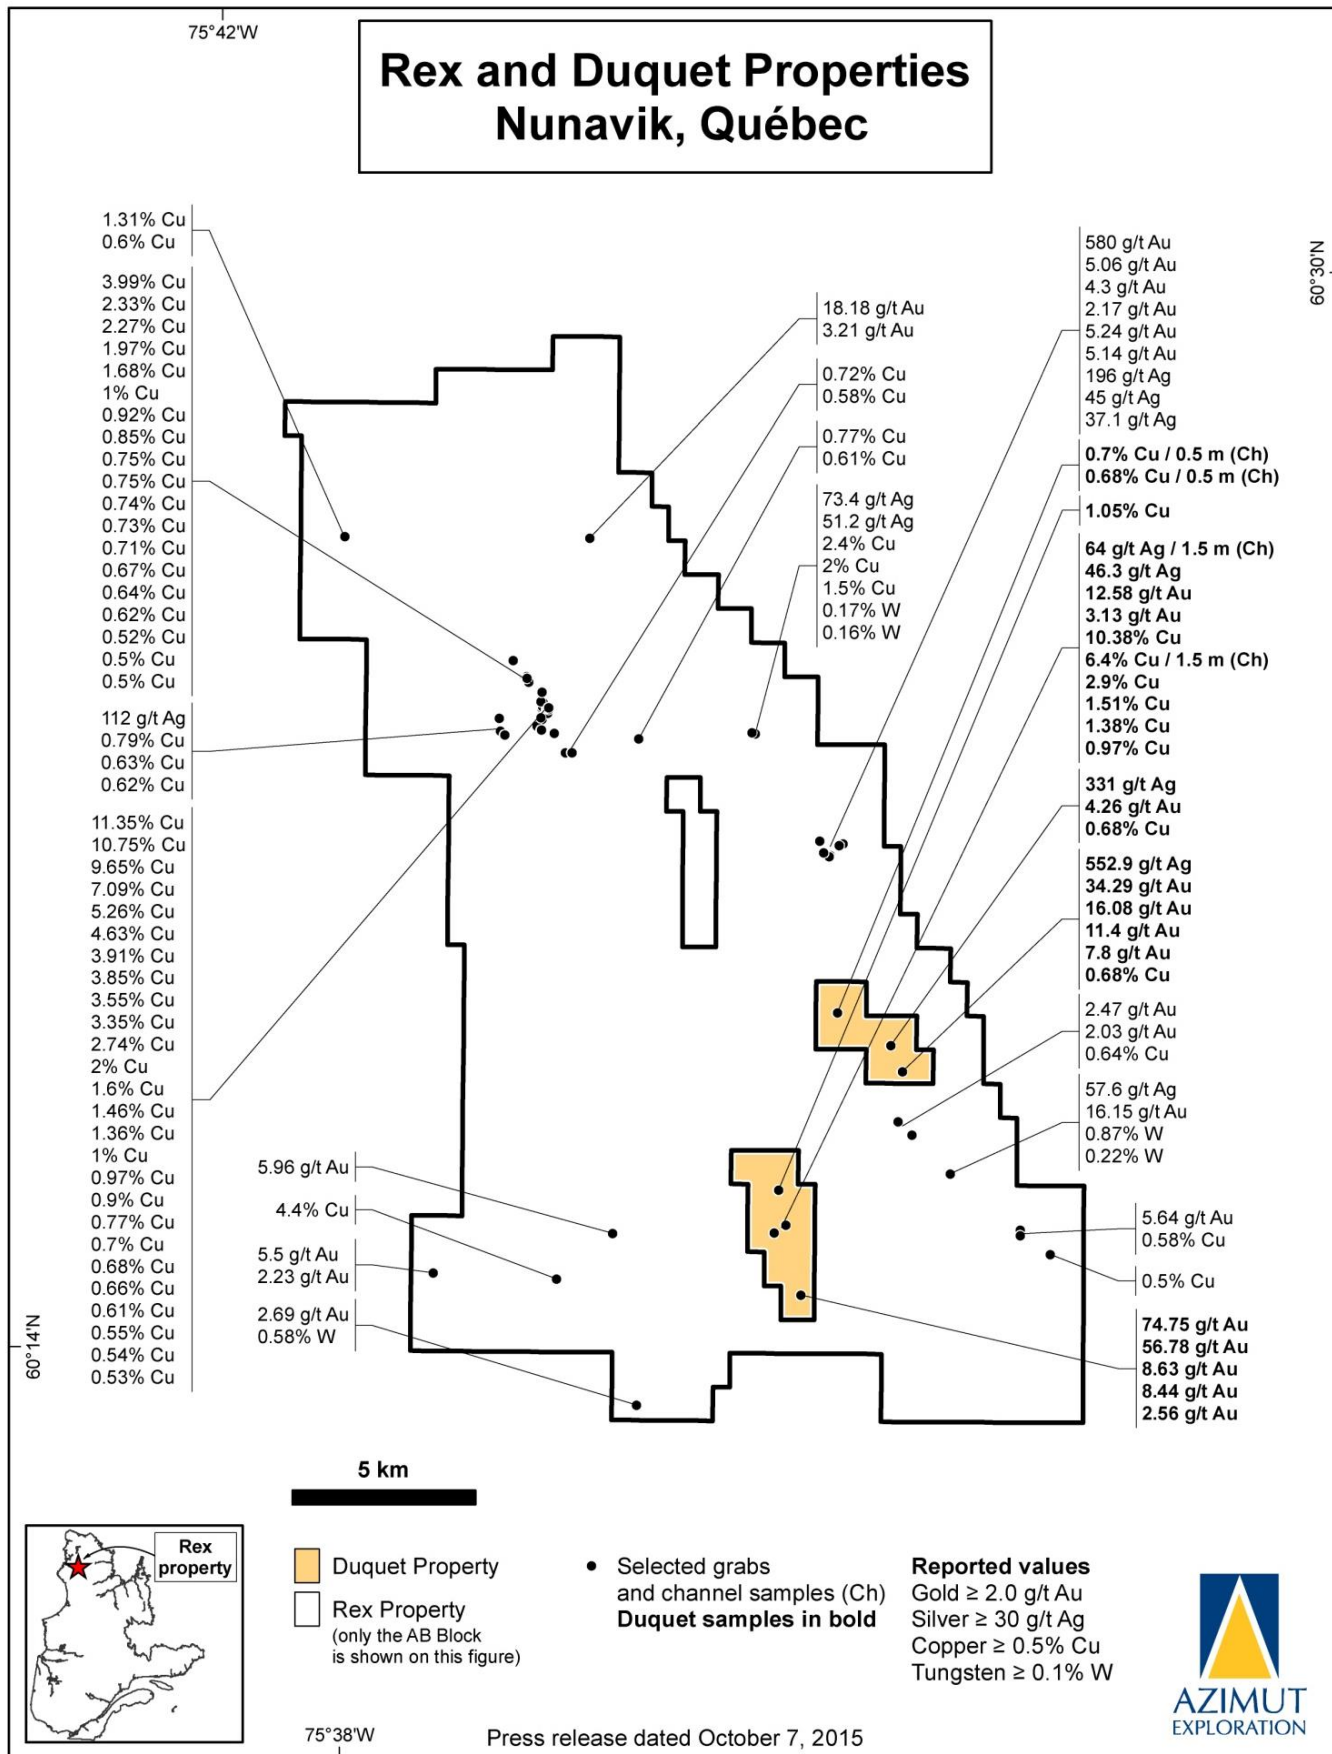 75°42'W
Rex and Duquet Properties
Nunavik, Québec
60°30'N
1.31% Cu
0.6% Cu
3.99% Cu
2.33% Cu
2.27% Cu
1.97% Cu
1.68% Cu
1% Cu
0.92% Cu
0.85% Cu
0.75% Cu
0.75% Cu
0.74% Cu
0.73% Cu
0.71% Cu
0.67% Cu
0.64% Cu
0.62% Cu
0.52% Cu
0.5% Cu
0.5% Cu
112 g/t Ag
0.79% Cu
0.63% Cu
0.62% Cu
11.35% Cu
10.75% Cu
9.65% Cu
7.09% Cu
5.26% Cu
4.63% Cu
3.91% Cu
3.85% Cu
3.55% Cu
3.35% Cu
2.74% Cu
2% Cu
1.6% Cu
1.46% Cu
1.36% Cu
1% Cu
0.97% Cu
0.9% Cu
0.77% Cu
0.7% Cu
0.68% Cu
0.66% Cu
0.61% Cu
0.55% Cu
0.54% Cu
0.53% Cu
18.18 g/t Au
3.21 g/t Au
0.72% Cu
0.58% Cu
0.77% Cu
0.61% Cu
73.4 g/t Ag
51.2 g/t Ag
2.4% Cu
2% Cu
1.5% Cu
0.17% W
0.16% W
580 g/t Au
5.06 g/t Au
4.3 g/t Au
2.17 g/t Au
5.24 g/t Au
5.14 g/t Au
196 g/t Ag
45 g/t Ag
37.1 g/t Ag
0.7% Cu / 0.5 m (Ch)
0.68% Cu / 0.5 m (Ch)
1.05% Cu
64 g/t Ag / 1.5 m (Ch)
46.3 g/t Ag
12.58 g/t Au
3.13 g/t Au
10.38% Cu
6.4% Cu / 1.5 m (Ch)
2.9% Cu
1.51% Cu
1.38% Cu
0.97% Cu
331 g/t Ag
4.26 g/t Au
0.68% Cu
552.9 g/t Ag
34.29 g/t Au
16.08 g/t Au
11.4 g/t Au
7.8 g/t Au
0.68% Cu
2.47 g/t Au
2.03 g/t Au
0.64% Cu
57.6 g/t Ag
16.15 g/t Au
0.87% W
0.22% W
5.64 g/t Au
0.58% Cu
0.5% Cu
74.75 g/t Au
56.78 g/t Au
8.63 g/t Au
8.44 g/t Au
2.56 g/t Au
5.96 g/t Au
4.4% Cu
5.5 g/t Au
2.23 g/t Au
2.69 g/t Au
0.58% W
60°14'N
5 km
Rex
property
Duquet Property
Rex Property
(only the AB Block
is shown on this figure)
Selected grabs
and channel samples (Ch)
Duquet samples in bold
Reported values
Gold ≥ 2.0 g/t Au
Silver ≥ 30 g/t Ag
Copper ≥ 0.5% Cu
Tungsten ≥ 0.1% W
AZIMUT
EXPLORATION
75°38'W
Press release dated October 7, 2015